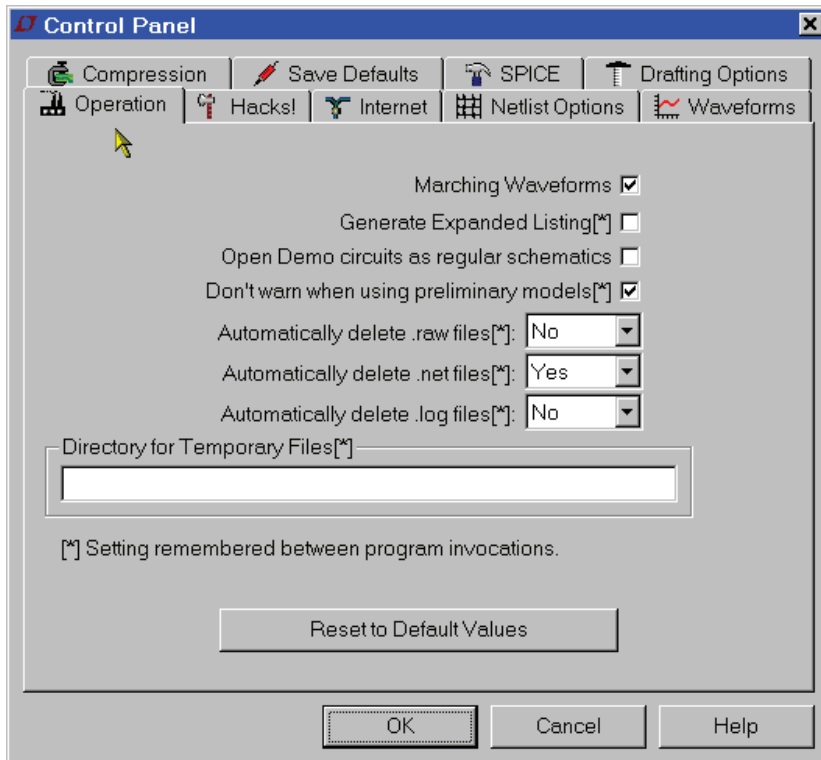 Control Panel
Compression Save Defaults SPICE Drafting Options
Operation Hacks! Internet Netlist Options Waveforms
Marching Waveforms
Generate Expanded Listing[*]
Open Demo circuits as regular schematics
Don't warn when using preliminary models[*]
Automatically delete .raw files[*]: No
Automatically delete .net files[*]: Yes
Automatically delete .log files[*]: No
Directory for Temporary Files[*]
[*] Setting remembered between program invocations.
Reset to Default Values
OK Cancel Help